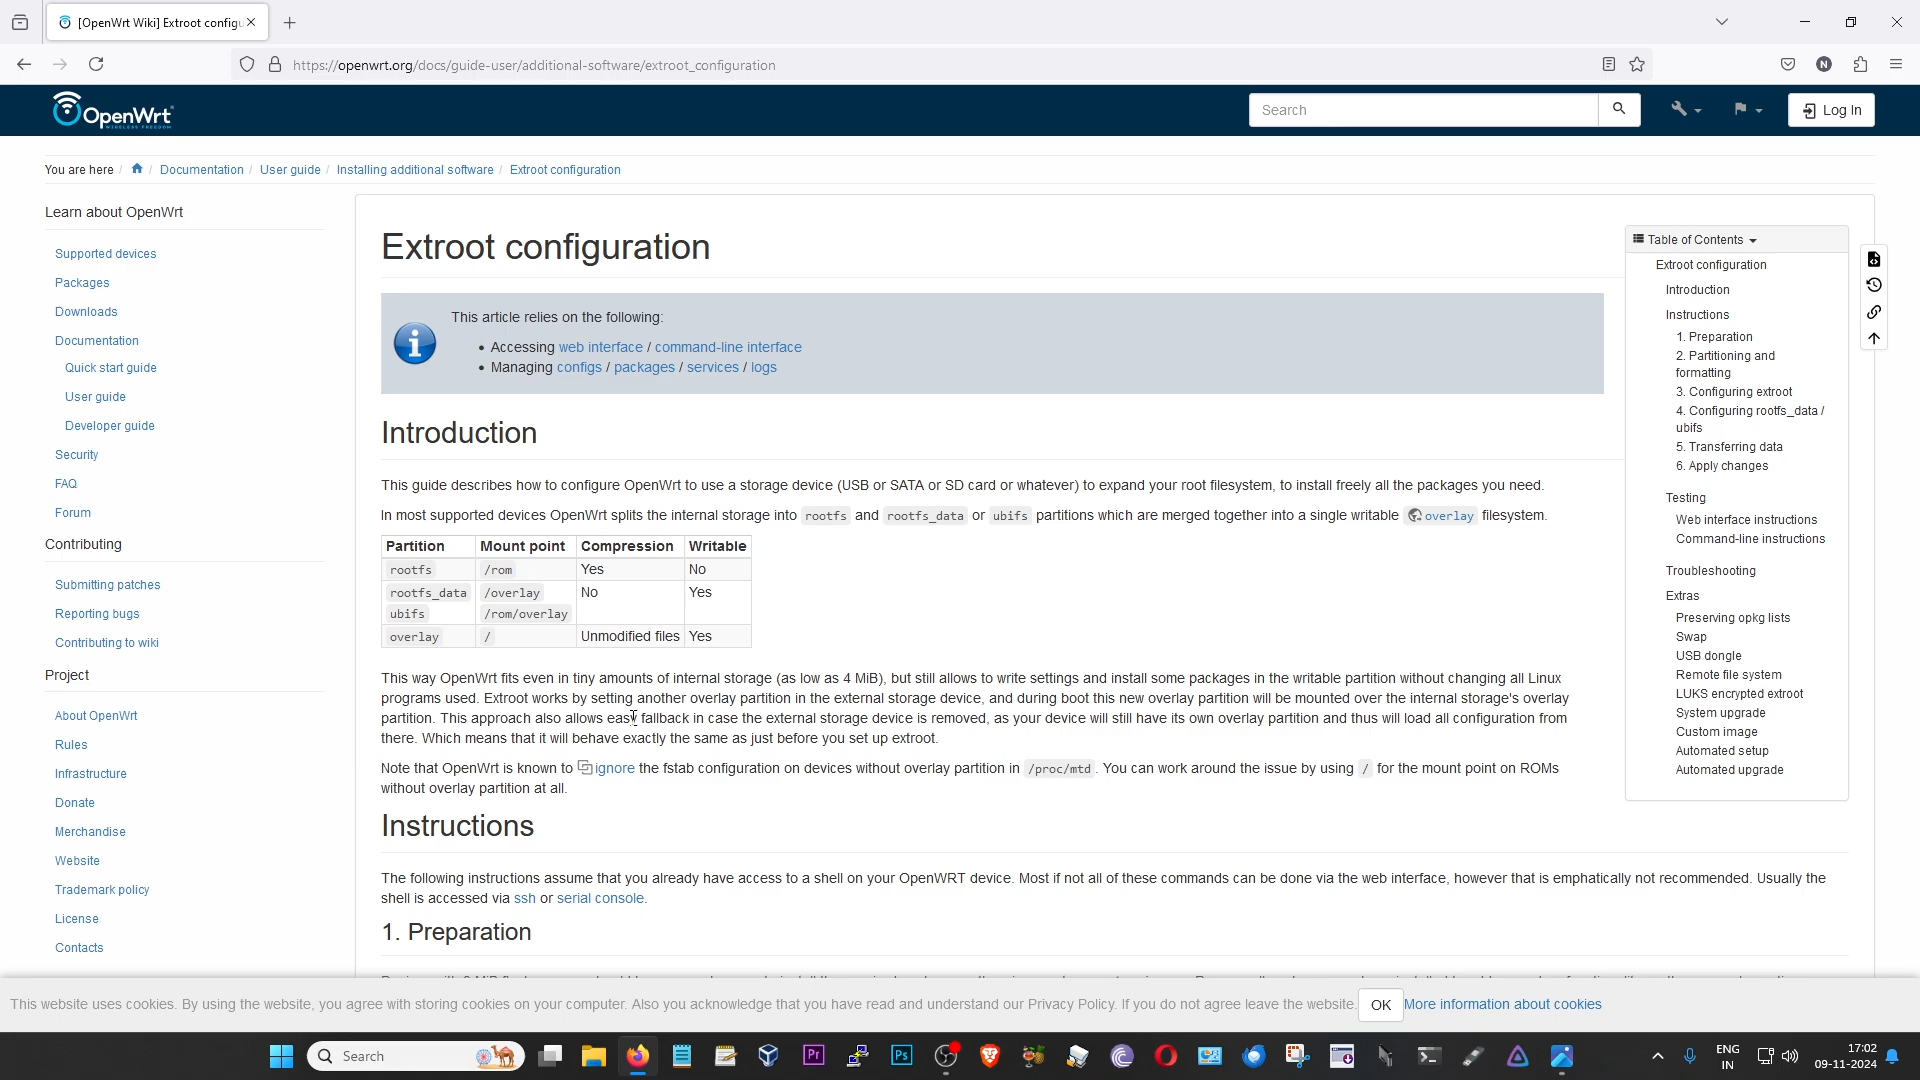 [OpenWrt Wiki] Extroot configu
https://openwrt.org/docs/guide-user/additional-software/extroot_configuration
N
OpenWrt
WIRELESS FREEDOM
Search
Log In
You are here / / Documentation / User guide / Installing additional software / Extroot configuration
Learn about OpenWrt
Supported devices
Packages
Downloads
Documentation
Quick start guide
User guide
Developer guide
Security
FAQ
Forum
Contributing
Submitting patches
Reporting bugs
Contributing to wiki
Project
About OpenWrt
Rules
Infrastructure
Donate
Merchandise
Website
Trademark policy
License
Contacts
Extroot configuration
This article relies on the following:
• Accessing web interface / command-line interface
• Managing configs / packages / services / logs
Introduction
This guide describes how to configure OpenWrt to use a storage device (USB or SATA or SD card or whatever) to expand your root filesystem, to install freely all the packages you need.
In most supported devices OpenWrt splits the internal storage into rootfs and rootfs_data or ubifs partitions which are merged together into a single writable overlay filesystem.
Partition Mount point Compression Writable
rootfs /rom Yes No
rootfs_data /overlay No Yes
ubifs /rom/overlay
overlay / Unmodified files Yes
This way OpenWrt fits even in tiny amounts of internal storage (as low as 4 MiB), but still allows to write settings and install some packages in the writable partition without changing all Linux
programs used. Extroot works by setting another overlay partition in the external storage device, and during boot this new overlay partition will be mounted over the internal storage's overlay
partition. This approach also allows easy fallback in case the external storage device is removed, as your device will still have its own overlay partition and thus will load all configuration from
there. Which means that it will behave exactly the same as just before you set up extroot.
Note that OpenWrt is known to ignore the fstab configuration on devices without overlay partition in /proc/mtd . You can work around the issue by using / for the mount point on ROMs
without overlay partition at all.
Instructions
The following instructions assume that you already have access to a shell on your OpenWRT device. Most if not all of these commands can be done via the web interface, however that is emphatically not recommended. Usually the
shell is accessed via ssh or serial console.
1. Preparation
Table of Contents
Extroot configuration
Introduction
Instructions
1. Preparation
2. Partitioning and
formatting
3. Configuring extroot
4. Configuring rootfs_data /
ubifs
5. Transferring data
6. Apply changes
Testing
Web interface instructions
Command-line instructions
Troubleshooting
Extras
Preserving opkg lists
Swap
USB dongle
Remote file system
LUKS encrypted extroot
System upgrade
Custom image
Automated setup
Automated upgrade
This website uses cookies. By using the website, you agree with storing cookies on your computer. Also you acknowledge that you have read and understand our Privacy Policy. If you do not agree leave the website. OK More information about cookies
Search
Pr
Ps
ENG
IN
17:02
09-11-2024